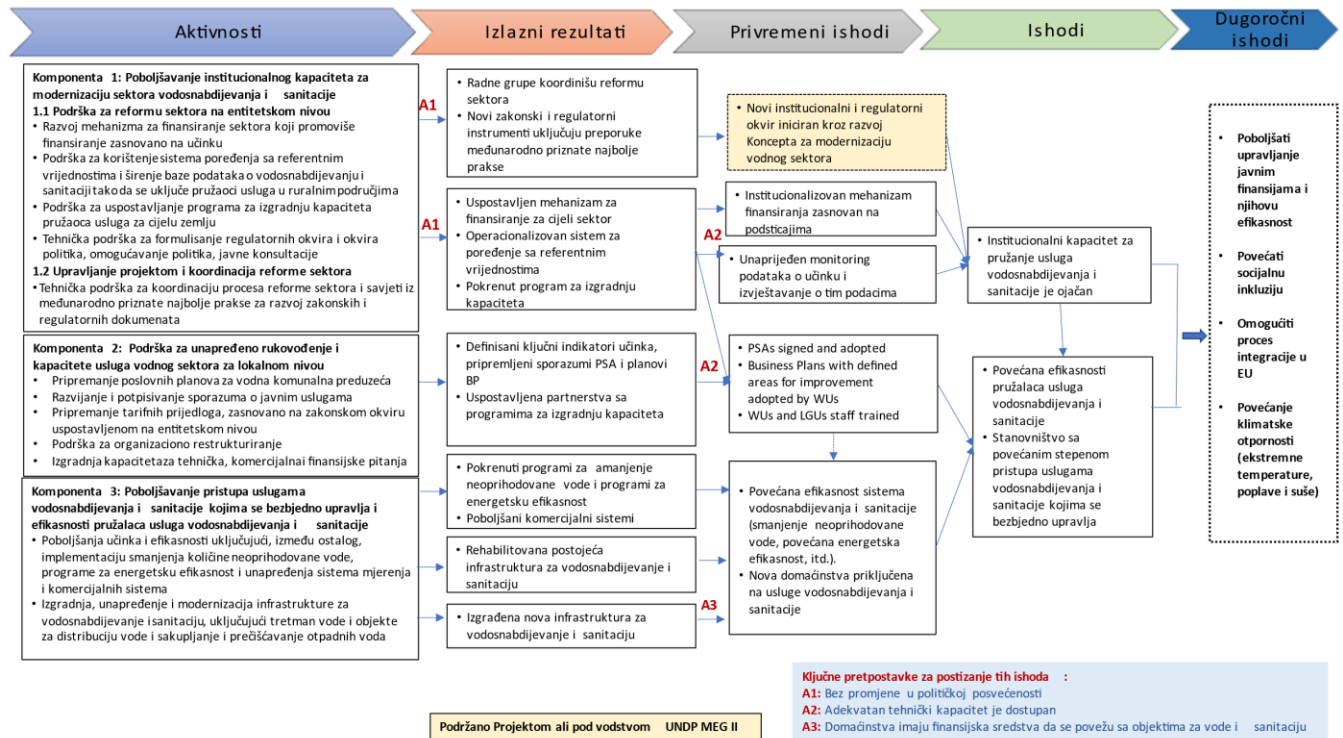 Aktivnosti
Izlazni rezultati
Privremeni ishodi
Ishodi
Dugoročni
ishodi
Komponenta 1: Poboljšavanje institucionalnog kapaciteta za
modernizaciju sektora vodosnabdijevanja i sanitacije
1.1 Podrška za reformu sektora na entitetskom nivou
• Razvoj mehanizma za finansiranje sektora koji promoviše
finansiranje zasnovano na učinku
• Podrška za korištenje sistema poređenja sa referentnim
vrijednostima i širenje baze podataka o vodosnabdijevanju i
sanitaciji tako da se uključe pružaoci usluga u ruralnim područjima
• Podrška za uspostavljanje programa za izgradnju kapaciteta
pružaoca usluga za cijelu zemlju
• Tehnička podrška za formulisanje regulatornih okvira i okvira
politika, omogućavanje politika, javne konsultacije
1.2 Upravljanje projektom i koordinacija reforme sektora
•Tehnička podrška za koordinaciju procesa reforme sektora i savjeti iz
međunarodno priznate najbolje prakse za razvoj zakonskih i
regulatornih dokumenata
Komponenta 2: Podrška za unapređeno rukovođenje i
kapacitete usluga vodnog sektora za lokalnom nivou
• Pripremanje poslovnih planova za vodna komunalna preduzeća
• Razvijanje i potpisivanje sporazuma o javnim uslugama
• Pripremanje tarifnih prijedloga, zasnovano na zakonskom okviru
uspostavljenom na entitetskom nivou
• Podrška za organizaciono restrukturiranje
• Izgradnja kapacitetaza tehnička, komercijalnai finansijske pitanja
Komponenta 3: Poboljšavanje pristupa uslugama
vodosnabdijevanja i sanitacije kojima se bezbjedno upravlja i
efikasnosti pružalaca usluga vodosnabdijevanja i sanitacije
• Poboljšanja učinka i efikasnosti uključujući, između ostalog,
implementaciju smanjenja količine neoprihodovane vode,
programe za energetsku efikasnost i unapređenja sistema mjerenja
i komercijalnih sistema
• Izgradnja, unapređenje i modernizacija infrastrukture za
vodosnabdijevanje i sanitaciju, uključujući tretman vode i objekte
za distribuciju vode i sakupljanje i prečišćavanje otpadnih voda
A1
A1
• Radne grupe koordinišu reformu
sektora
• Novi zakonski i regulatorni
instrumenti uključuju preporuke
međunarodno priznate najbolje
prakse
• Uspostavljen mehanizam za
finansiranje za cijeli sektor
• Operacionalizovan sistem za
poređenje sa referentnim
vrijednostima
• Pokrenut program za izgradnju
kapaciteta
• Definisani ključni indikatori učinka,
pripremljeni sporazumi PSA i planovi
BP
• Uspostavljena partnerstva sa
programima za izgradnju kapaciteta
• Pokrenuti programi za amanjenje
neoprihodovane vode i programi za
energetsku efikasnost
• Poboljšani komercijalni sistemi
• Rehabilitovana postojeća
infrastruktura za vodosnabdijevanje i
sanitaciju
• Izgrađena nova infrastruktura za
vodosnabdijevanje i sanitaciju
A2
A2
A3
• Novi institucionalni i regulatorni
okvir iniciran kroz razvoj
Koncepta za modernizaciju
vodnog sektora
• Institucionalizovan mehanizam
finansiranja zasnovan na
podsticajima
• Unaprijeđen monitoring
podataka o učinku i
izvještavanje o tim podacima
• PSAs signed and adopted
• Business Plans with defined
areas for improvement
adopted by WUs
• WUs and LGUs staff trained
• Povećana efikasnost sistema
vodosnabdijevanja i sanitacije
(smanjenje neoprihodovane
vode, povećana energetska
efikasnost, itd.).
• Nova domaćinstva priključena
na usluge vodosnabdijevanja i
sanitacije
• Institucionalni kapacitet za
pružanje usluga
vodosnabdijevanja i
sanitacije je ojačan
• Povećana efikasnosti
pružalaca usluga
vodosnabdijevanja i
sanitacije
• Stanovništvo sa
povećanim stepenom
pristupa uslugama
vodosnabdijevanja i
sanitacije kojima se
bezbjedno upravlja
• Poboljšati
upravljanje
javnim
finansijama i
njihovu
efikasnost
• Povećati
socijalnu
inkluziju
• Omogućiti
proces
integracije u
EU
• Povećanje
klimatske
otpornosti
(ekstremne
temperature,
poplave i suše)
Podržano Projektom ali pod vodstvom UNDP MEG II
Ključne pretpostavke za postizanje tih ishoda :
A1: Bez promjene u političkoj posvećenosti
A2: Adekvatan tehnički kapacitet je dostupan
A3: Domaćinstva imaju finansijska sredstva da se povežu sa objektima za vode i sanitaciju